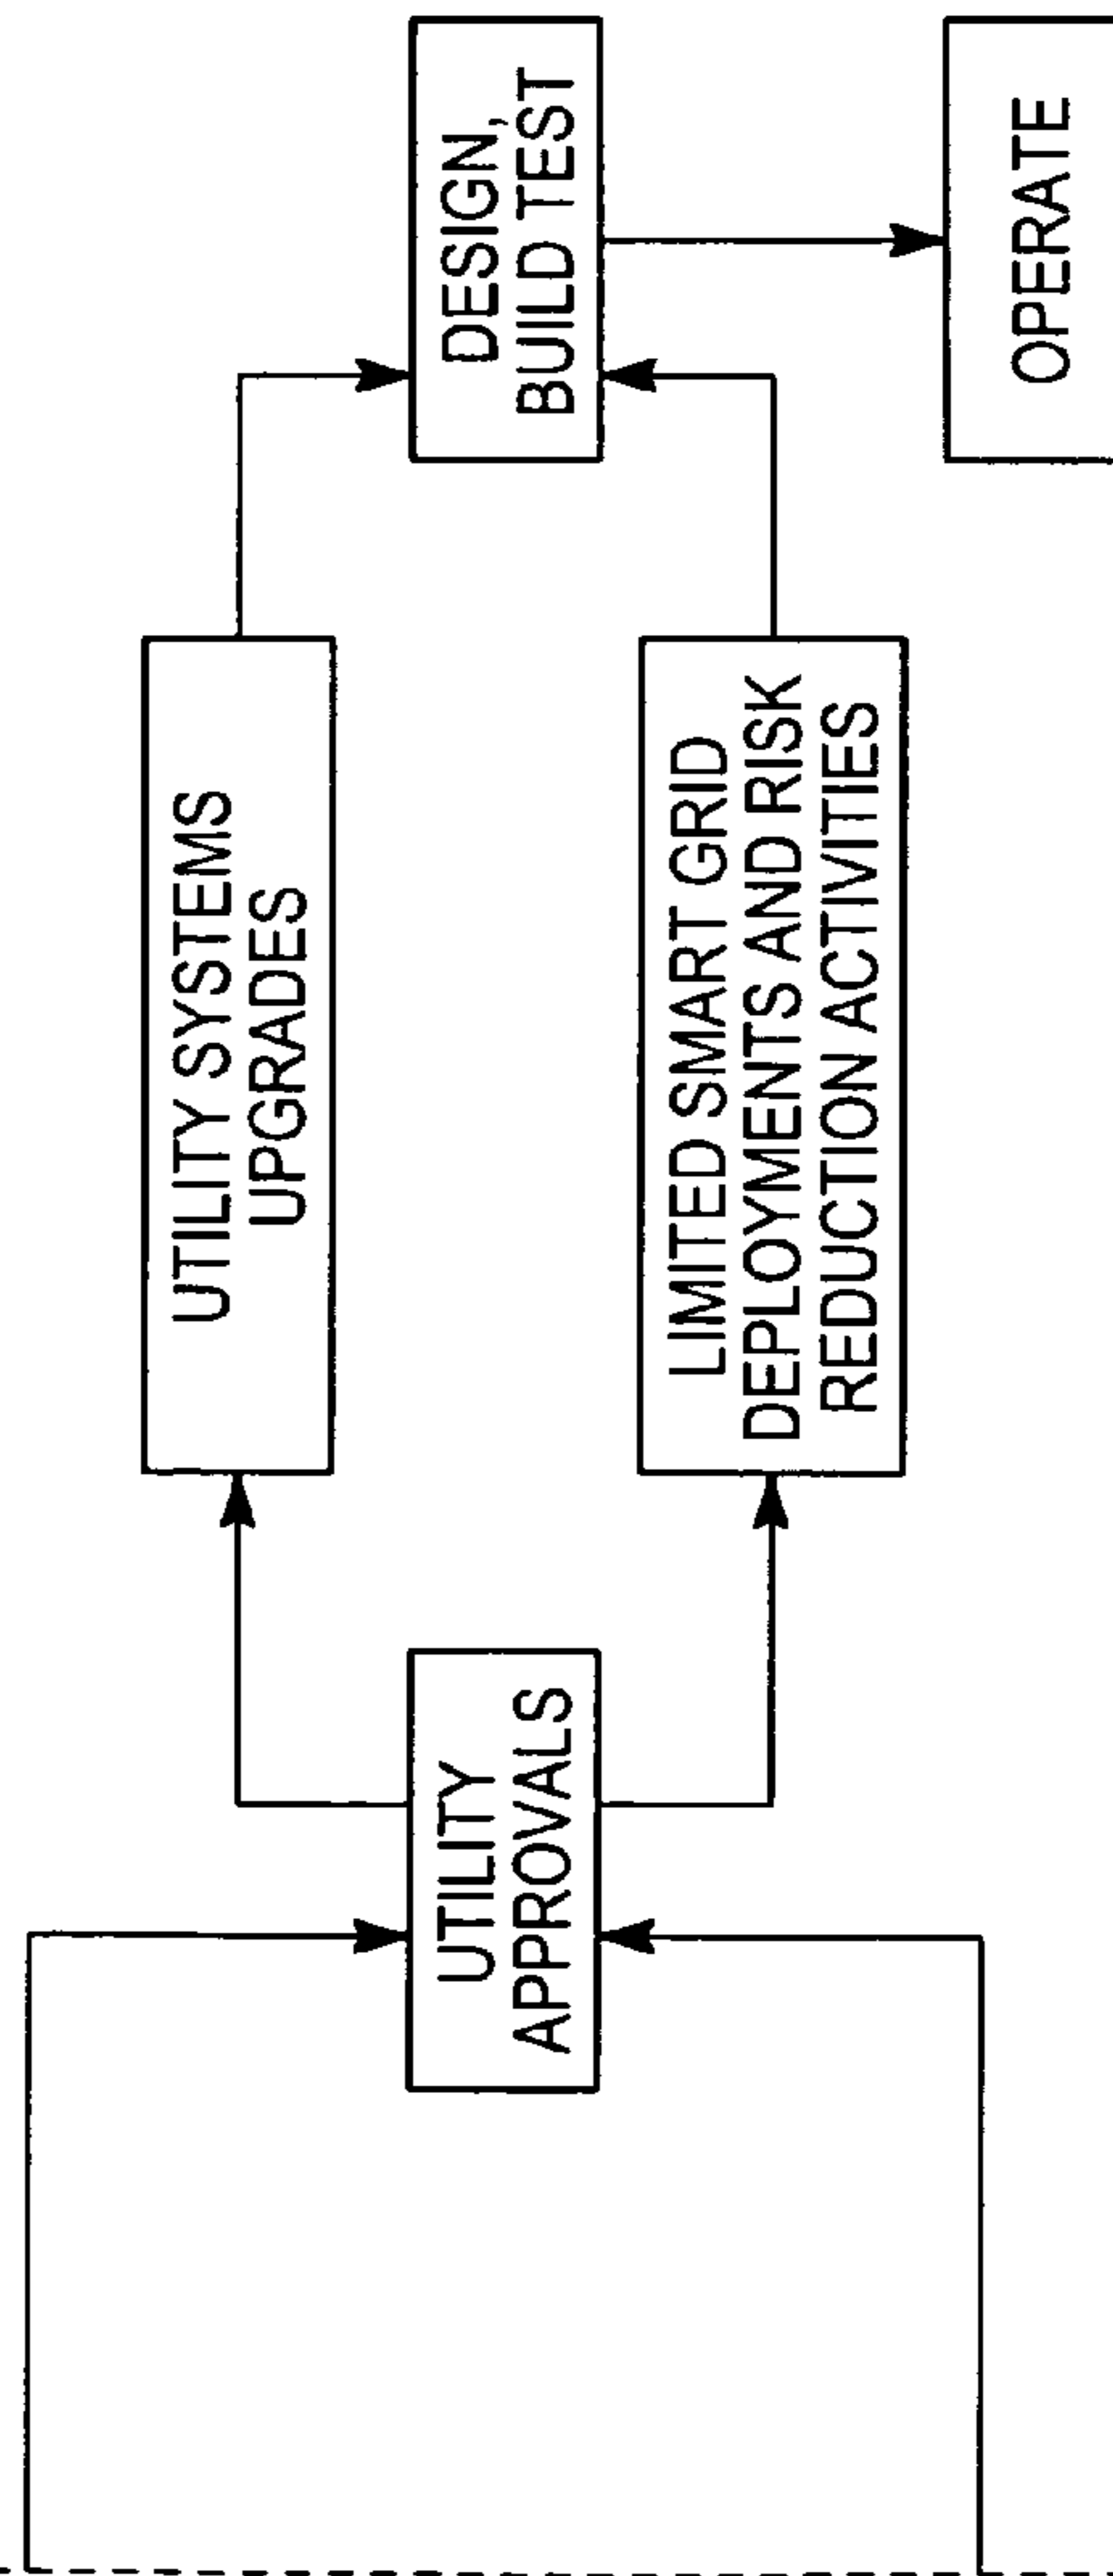 UTILITY
APPROVALS
UTILITY SYSTEMS
UPGRADES
LIMITED SMART GRID
DEPLOYMENTS AND RISK
REDUCTION ACTIVITIES
DESIGN,
BUILD TEST
OPERATE